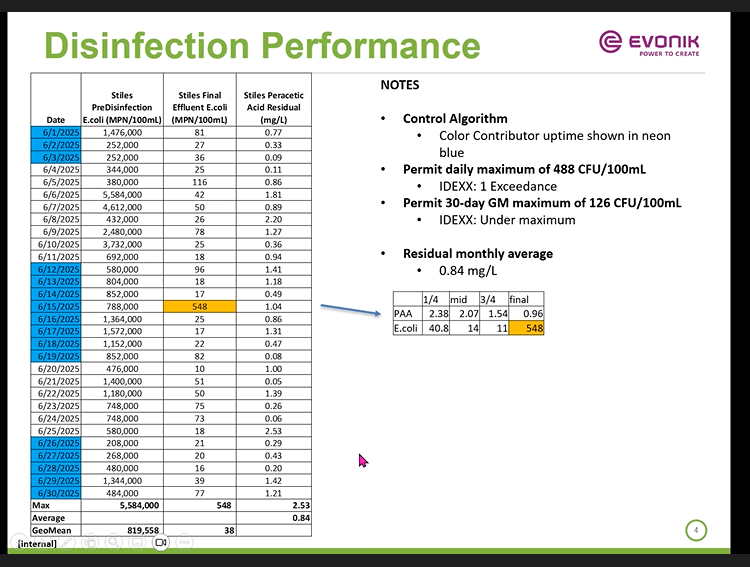 Disinfection Performance
EVONIK
POWER TO CREATE
Date | Stiles PreDisinfection E.coli (MPN/100mL) | Stiles Final Effluent E.coli (MPN/100mL) | Stiles Peracetic Acid Residual (mg/L)
6/1/2025 1,476,000 81 0.77
6/2/2025 252,000 27 0.33
6/3/2025 252,000 36 0.09
6/4/2025 344,000 25 0.11
6/5/2025 380,000 116 0.86
6/6/2025 5,584,000 42 1.81
6/7/2025 4,612,000 50 0.89
6/8/2025 432,000 26 2.20
6/9/2025 2,480,000 78 1.27
6/10/2025 3,732,000 25 0.36
6/11/2025 692,000 18 0.94
6/12/2025 580,000 96 1.41
6/13/2025 804,000 18 1.18
6/14/2025 852,000 17 0.49
6/15/2025 788,000 548 1.04
6/16/2025 1,364,000 25 0.86
6/17/2025 1,572,000 17 1.31
6/18/2025 1,152,000 22 0.47
6/19/2025 852,000 82 0.08
6/20/2025 476,000 10 1.00
6/21/2025 1,400,000 51 0.05
6/22/2025 1,180,000 50 1.39
6/23/2025 748,000 75 0.26
6/24/2025 748,000 73 0.06
6/25/2025 580,000 18 2.53
6/26/2025 208,000 21 0.29
6/27/2025 268,000 20 0.43
6/28/2025 480,000 16 0.20
6/29/2025 1,344,000 39 1.42
6/30/2025 484,000 77 1.21
Max 5,584,000 548 2.53
Average 0.84
GeoMean 819,558 38
[internal]
NOTES
• Control Algorithm
• Color Contributor uptime shown in neon
blue
• Permit daily maximum of 488 CFU/100mL
• IDEXX: 1 Exceedance
• Permit 30-day GM maximum of 126 CFU/100mL
• IDEXX: Under maximum
• Residual monthly average
• 0.84 mg/L
1/4 mid 3/4 final
PAA 2.38 2.07 1.54 0.96
E.coli 40.8 14 11 548
4